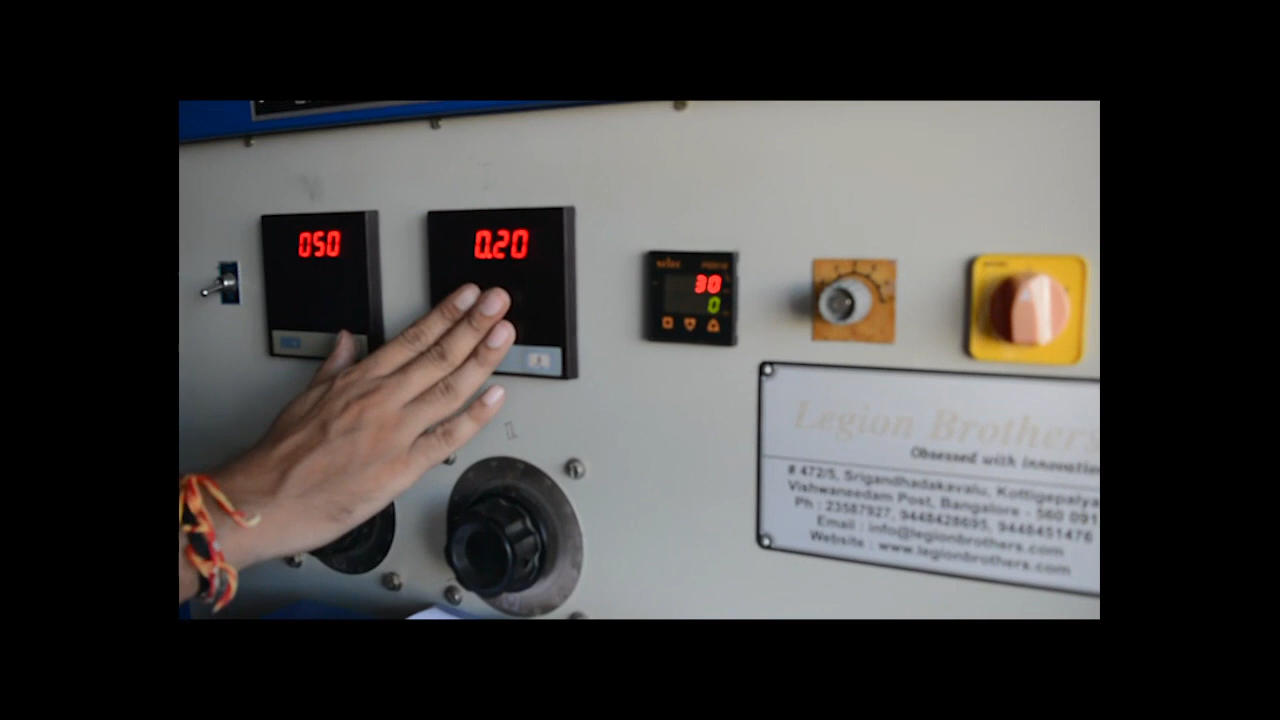 050
0.20
selec
30
0
Legion Brothers
Obsessed with innovation
# 472/5, Srigandhadakavalu, Kottigepalya
Vishwaneedam Post, Bangalore - 560 091
Ph : 23587927, 9448428695, 9448451476
Email : info@legionbrothers.com
Website : www.legionbrothers.com